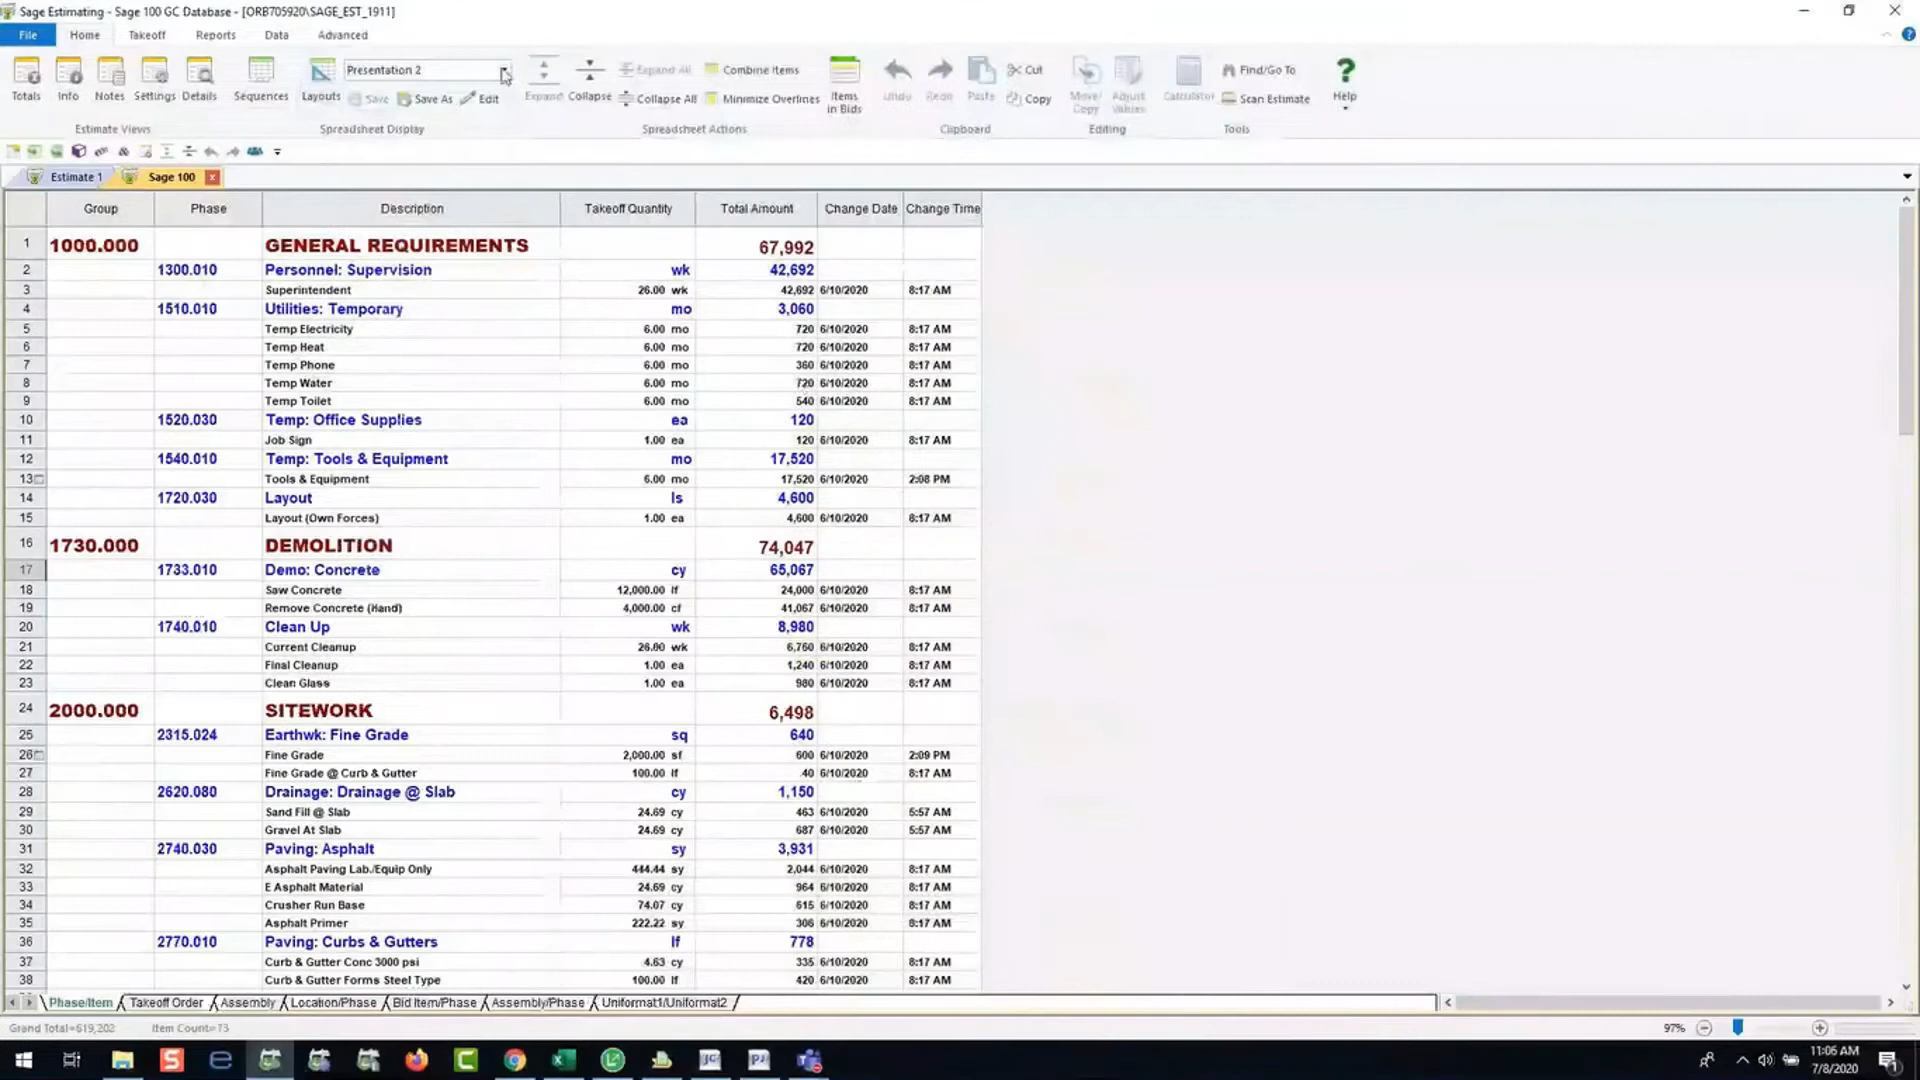 Sage Estimating - Sage 100 GC Database - [ORB705920\SAGE_EST_1911]
File Home Takeoff Reports Data Advanced
Totals Info Notes Settings Details Sequences Layouts Presentation 2 Save Save As Edit Expand Collapse Expand All Collapse All Combine Items Minimize Overlines Items in Bids Undo Redo Paste Cut Copy Move/Copy Adjust Values Calculator Find/Go To Scan Estimate Help
Estimate Views Spreadsheet Display Spreadsheet Actions Clipboard Editing Tools
Estimate 1 Sage 100
Group Phase Description Takeoff Quantity Total Amount Change Date Change Time
1 1000.000 GENERAL REQUIREMENTS 67,992
2 1300.010 Personnel: Supervision wk 42,692
3 Superintendent 26.00 wk 42,692 6/10/2020 8:17 AM
4 1510.010 Utilities: Temporary mo 3,060
5 Temp Electricity 6.00 mo 720 6/10/2020 8:17 AM
6 Temp Heat 6.00 mo 720 6/10/2020 8:17 AM
7 Temp Phone 6.00 mo 360 6/10/2020 8:17 AM
8 Temp Water 6.00 mo 720 6/10/2020 8:17 AM
9 Temp Toilet 6.00 mo 540 6/10/2020 8:17 AM
10 1520.030 Temp: Office Supplies ea 120
11 Job Sign 1.00 ea 120 6/10/2020 8:17 AM
12 1540.010 Temp: Tools & Equipment mo 17,520
13 Tools & Equipment 6.00 mo 17,520 6/10/2020 2:08 PM
14 1720.030 Layout ls 4,600
15 Layout (Own Forces) 1.00 ea 4,600 6/10/2020 8:17 AM
16 1730.000 DEMOLITION 74,047
17 1733.010 Demo: Concrete cy 65,067
18 Saw Concrete 12,000.00 lf 24,000 6/10/2020 8:17 AM
19 Remove Concrete (Hand) 4,000.00 cf 41,067 6/10/2020 8:17 AM
20 1740.010 Clean Up wk 8,980
21 Current Cleanup 26.00 wk 6,760 6/10/2020 8:17 AM
22 Final Cleanup 1.00 ea 1,240 6/10/2020 8:17 AM
23 Clean Glass 1.00 ea 980 6/10/2020 8:17 AM
24 2000.000 SITEWORK 6,498
25 2315.024 Earthwk: Fine Grade sq 640
26 Fine Grade 2,000.00 sf 600 6/10/2020 2:09 PM
27 Fine Grade @ Curb & Gutter 100.00 lf 40 6/10/2020 8:17 AM
28 2620.080 Drainage: Drainage @ Slab cy 1,150
29 Sand Fill @ Slab 24.69 cy 463 6/10/2020 5:57 AM
30 Gravel At Slab 24.69 cy 687 6/10/2020 5:57 AM
31 2740.030 Paving: Asphalt sy 3,931
32 Asphalt Paving Lab./Equip Only 444.44 sy 2,044 6/10/2020 8:17 AM
33 E Asphalt Material 24.69 cy 964 6/10/2020 8:17 AM
34 Crusher Run Base 74.07 cy 615 6/10/2020 8:17 AM
35 Asphalt Primer 222.22 sy 306 6/10/2020 8:17 AM
36 2770.010 Paving: Curbs & Gutters lf 778
37 Curb & Gutter Conc 3000 psi 4.63 cy 335 6/10/2020 8:17 AM
38 Curb & Gutter Forms Steel Type 100.00 lf 420 6/10/2020 8:17 AM
Phase/Item Takeoff Order Assembly Location/Phase Bid Item/Phase Assembly/Phase Uniformat1/Uniformat2
Grand Total=619,202 Item Count=73 97%
11:06 AM
7/8/2020